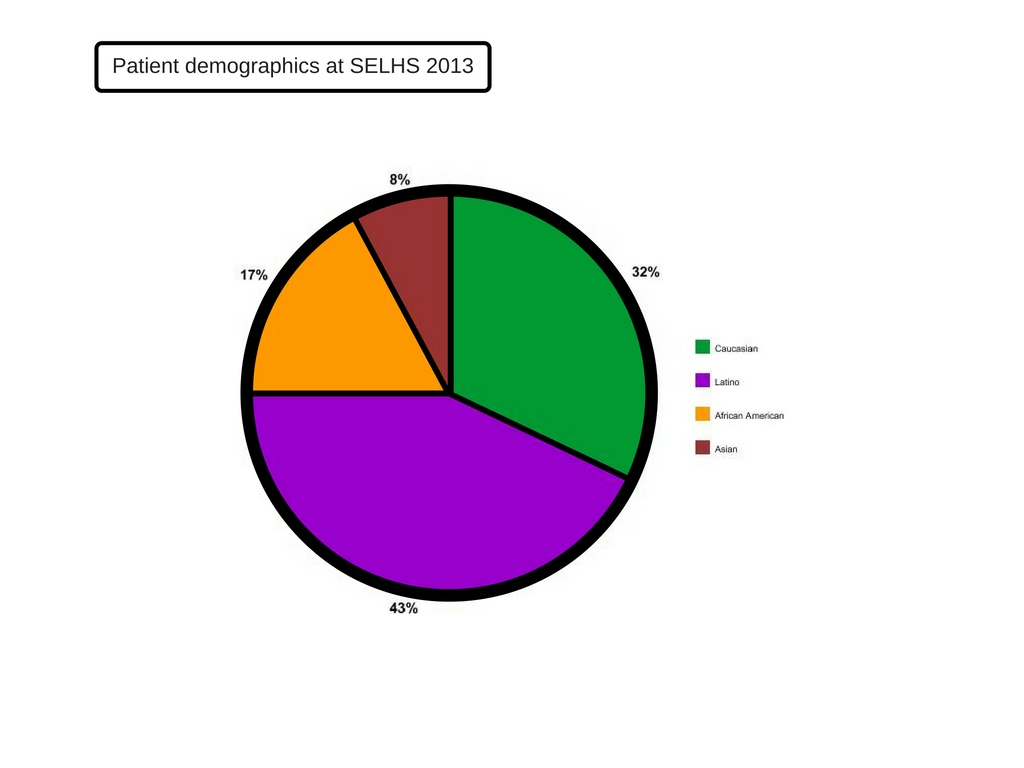 Patient demographics at SELHS 2013
8%
17%
32%
Caucasian
Latino
African American
Asian
43%